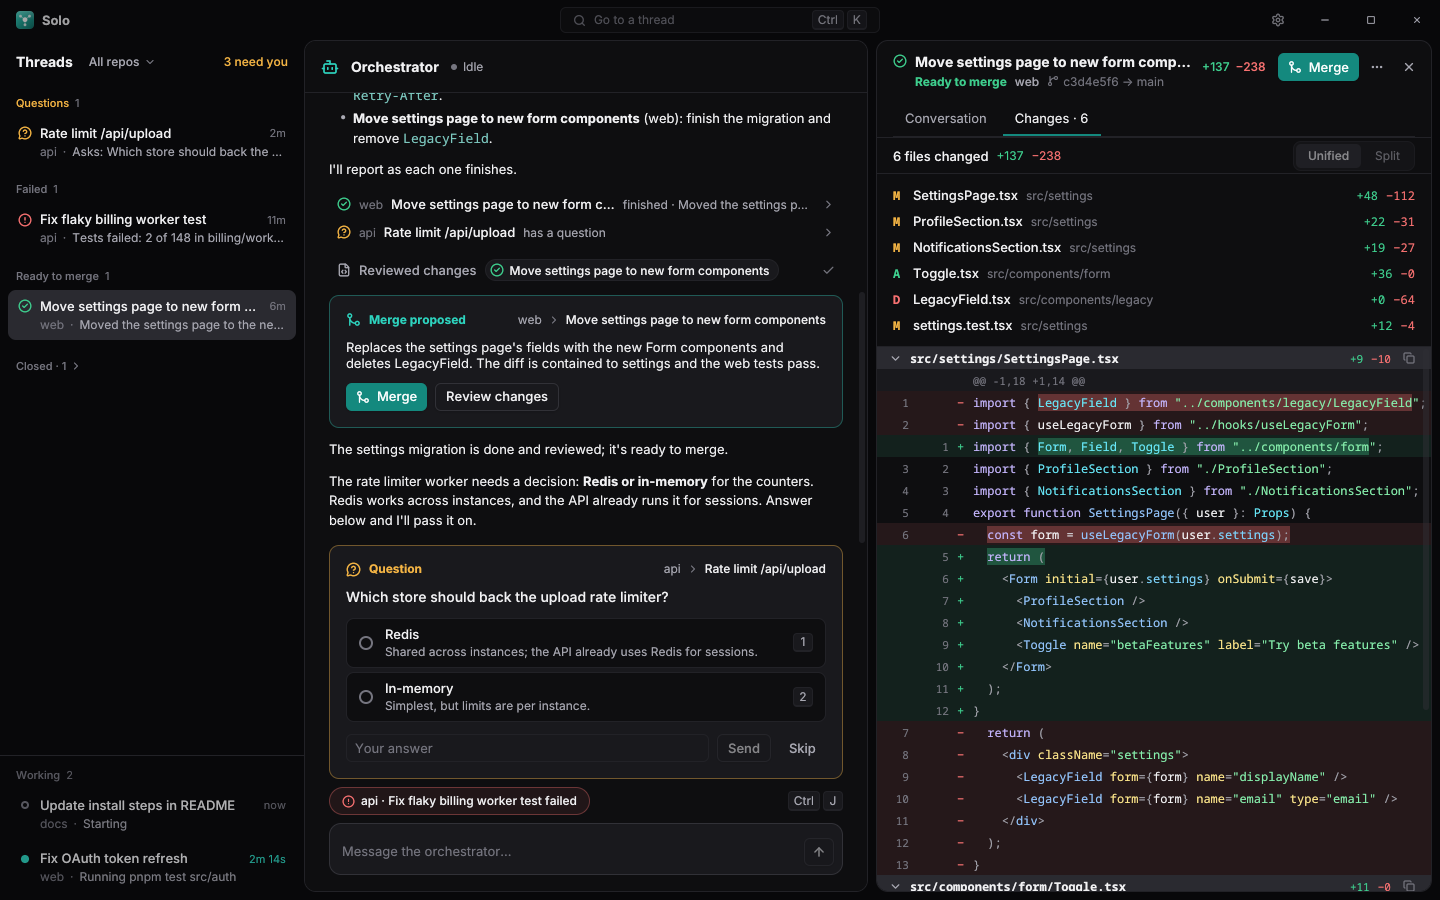 Solo
Go to a thread
Ctrl K
Threads
All repos
3 need you
Questions 1
Rate limit /api/upload 2m
api · Asks: Which store should back the ...
Failed 1
Fix flaky billing worker test 11m
api · Tests failed: 2 of 148 in billing/work...
Ready to merge 1
Move settings page to new form ... 6m
web · Moved the settings page to the ne...
Closed · 1
Working 2
Update install steps in README now
docs · Starting
Fix OAuth token refresh 2m 14s
web · Running pnpm test src/auth
Orchestrator Idle
Retry-After.
• Move settings page to new form components (web): finish the migration and
remove LegacyField.
I'll report as each one finishes.
web Move settings page to new form c... finished · Moved the settings p...
api Rate limit /api/upload has a question
Reviewed changes Move settings page to new form components
Merge proposed web > Move settings page to new form components
Replaces the settings page's fields with the new Form components and
deletes LegacyField. The diff is contained to settings and the web tests pass.
Merge Review changes
The settings migration is done and reviewed; it's ready to merge.
The rate limiter worker needs a decision: Redis or in-memory for the counters.
Redis works across instances, and the API already runs it for sessions. Answer
below and I'll pass it on.
Question api > Rate limit /api/upload
Which store should back the upload rate limiter?
Redis
Shared across instances; the API already uses Redis for sessions.
1
In-memory
Simplest, but limits are per instance.
2
Your answer Send Skip
api · Fix flaky billing worker test failed Ctrl J
Message the orchestrator...
Move settings page to new form comp... +137 −238 Merge
Ready to merge web c3d4e5f6 → main
Conversation Changes · 6
6 files changed +137 −238 Unified Split
M SettingsPage.tsx src/settings +48 −112
M ProfileSection.tsx src/settings +22 −31
M NotificationsSection.tsx src/settings +19 −27
A Toggle.tsx src/components/form +36 −0
D LegacyField.tsx src/components/legacy +0 −64
M settings.test.tsx src/settings +12 −4
src/settings/SettingsPage.tsx +9 −10
@@ -1,18 +1,14 @@
1 − import { LegacyField } from "../components/legacy/LegacyField";
2 − import { useLegacyForm } from "../hooks/useLegacyForm";
1 + import { Form, Field, Toggle } from "../components/form";
3 2 import { ProfileSection } from "./ProfileSection";
4 3 import { NotificationsSection } from "./NotificationsSection";
5 4 export function SettingsPage({ user }: Props) {
6 − const form = useLegacyForm(user.settings);
5 + return (
6 + <Form initial={user.settings} onSubmit={save}>
7 + <ProfileSection />
8 + <NotificationsSection />
9 + <Toggle name="betaFeatures" label="Try beta features" />
10 + </Form>
11 + );
12 + }
7 − return (
8 − <div className="settings">
9 − <LegacyField form={form} name="displayName" />
10 − <LegacyField form={form} name="email" type="email" />
11 − </div>
12 − );
13 − }
src/components/form/Toggle.tsx +11 −0